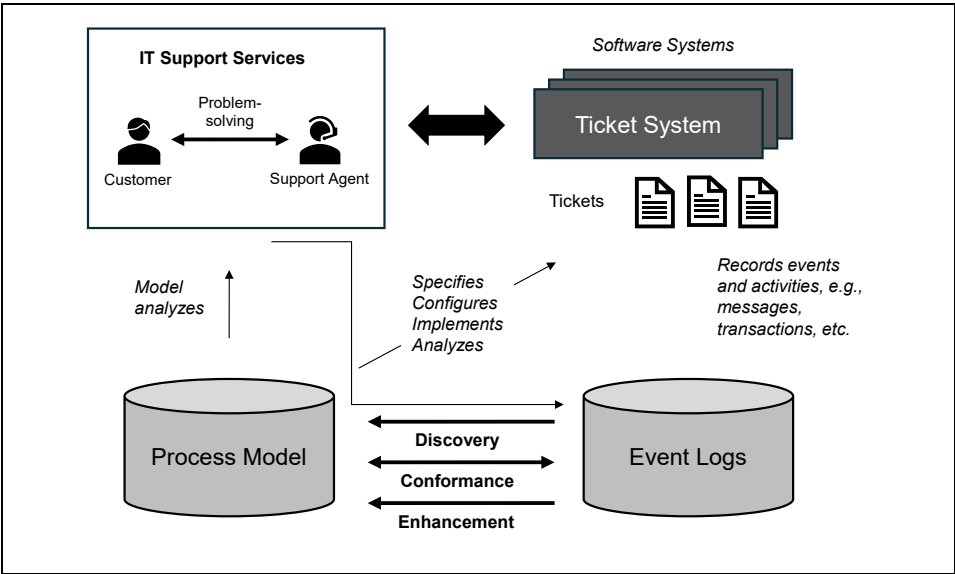 IT Support Services
Problem-
solving
Customer
Support Agent
Software Systems
Ticket System
Tickets
Model
analyzes
Specifies
Configures
Implements
Analyzes
Records events
and activities, e.g.,
messages,
transactions, etc.
Process Model
Discovery
Conformance
Enhancement
Event Logs